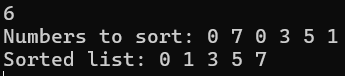 6
Numbers to sort: 0 7 0 3 5 1
Sorted list: 0 1 3 5 7